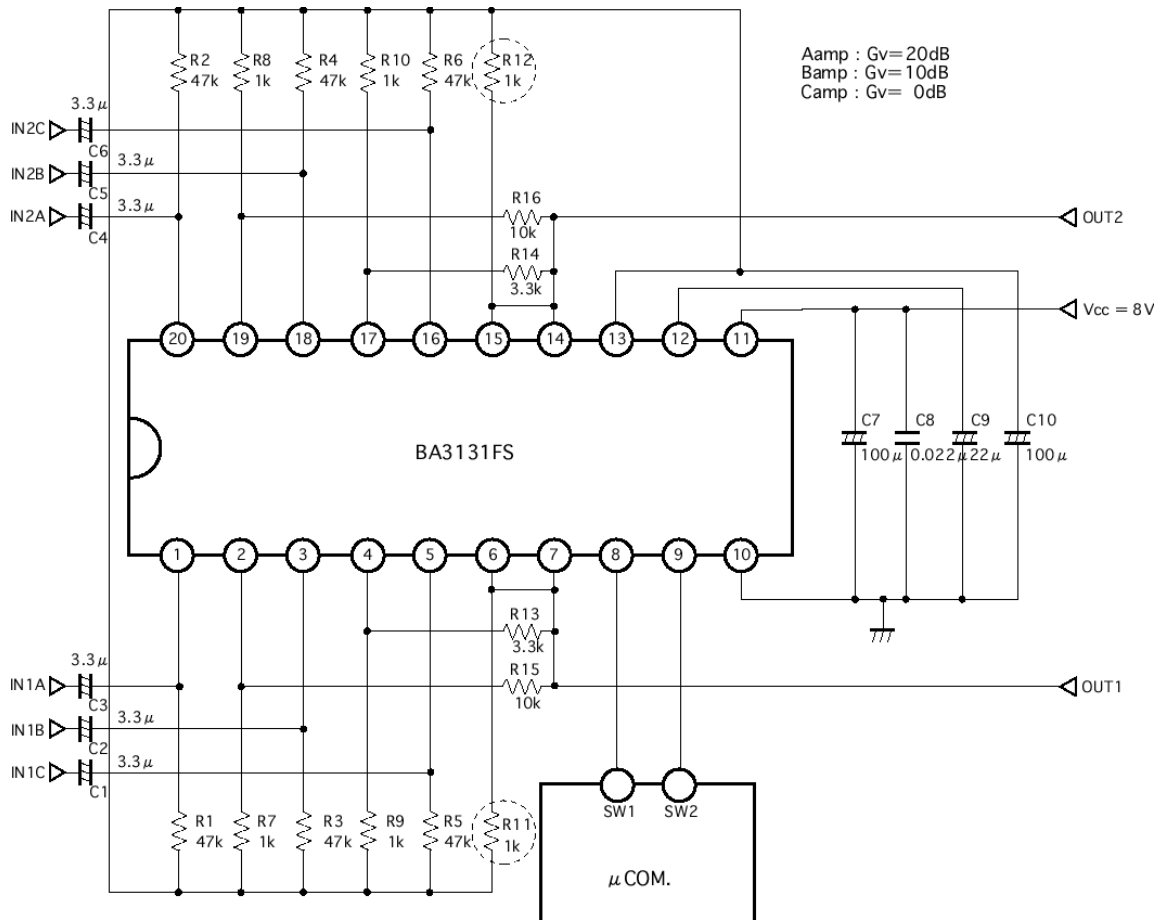 R2 47k
R8 1k
R4 47k
R10 1k
R6 47k
R12 1k
Aamp : Gv=20dB
Bamp : Gv=10dB
Camp : Gv= 0dB
3.3μ
IN2C
C6
3.3μ
IN2B
C5
3.3μ
IN2A
C4
R16
10k
OUT2
R14
3.3k
Vcc = 8V
20 19 18 17 16 15 14 13 12 11
C7 100μ
C8 0.022μ
C9 22μ
C10 100μ
BA3131FS
1 2 3 4 5 6 7 8 9 10
R13
3.3k
R15
10k
OUT1
3.3μ
IN1A
C3
3.3μ
IN1B
C2
3.3μ
IN1C
C1
SW1 SW2
R1 47k
R7 1k
R3 47k
R9 1k
R5 47k
R11 1k
μCOM.